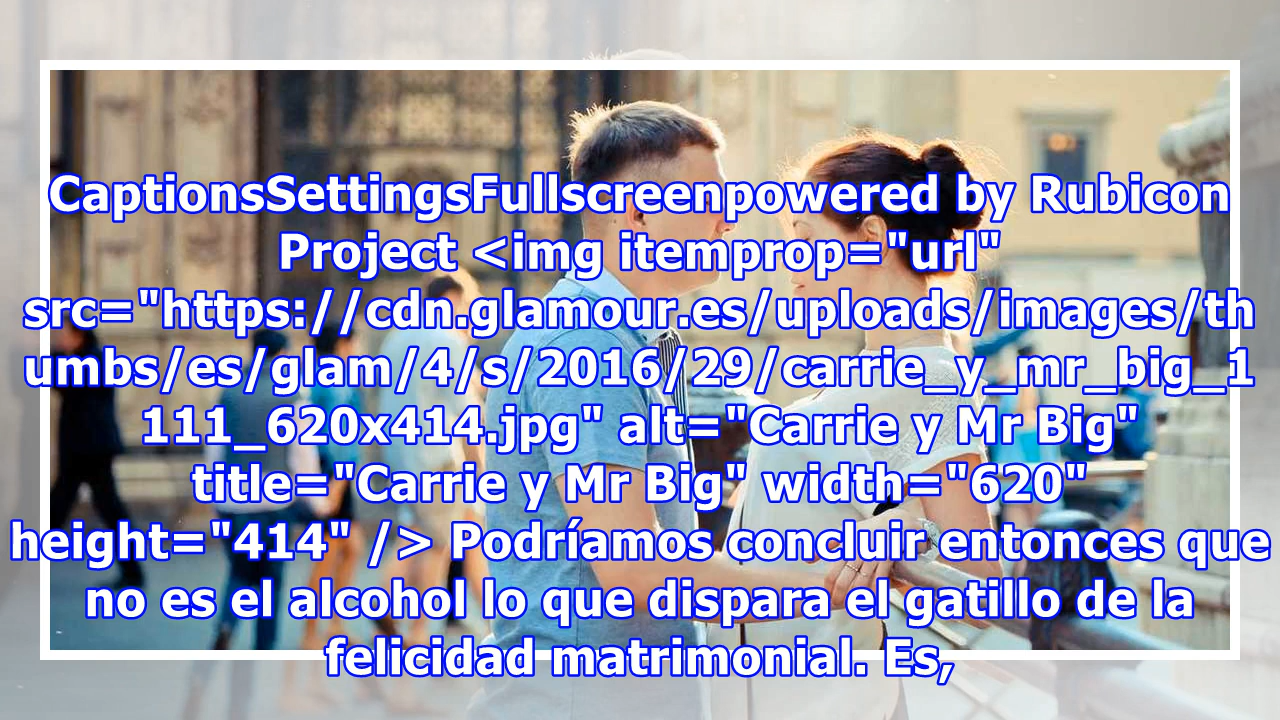 CaptionsSettingsFullscreenpowered by Rubicon
Project <img itemprop="url"
src="https://cdn.glamour.es/uploads/images/th
umbs/es/glam/4/s/2016/29/carrie_y_mr_big_1
111_620x414.jpg" alt="Carrie y Mr Big"
title="Carrie y Mr Big" width="620"
height="414" /> Podríamos concluir entonces que
no es el alcohol lo que dispara el gatillo de la
felicidad matrimonial. Es,